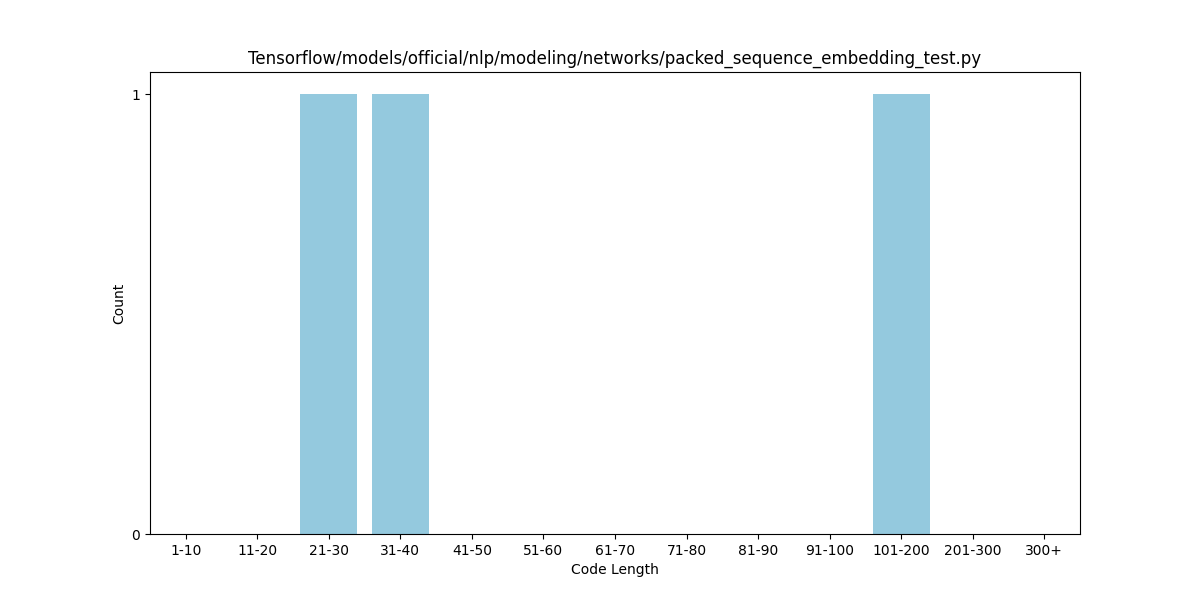 Tensorflow/models/official/nlp/modeling/networks/packed_sequence_embedding_test.py
1
Count
0
1-10 11-20 21-30 31-40 41-50 51-60 61-70 71-80 81-90 91-100 101-200 201-300 300+
Code Length